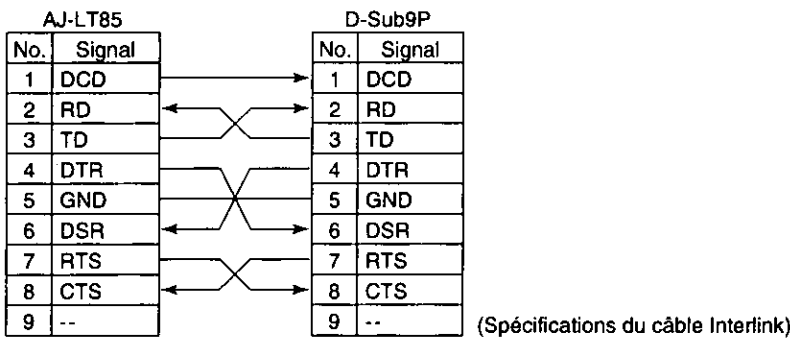 AJ-LT85 D-Sub9P
No. Signal No. Signal
1 DCD 1 DCD
2 RD 2 RD
3 TD 3 TD
4 DTR 4 DTR
5 GND 5 GND
6 DSR 6 DSR
7 RTS 7 RTS
8 CTS 8 CTS
9 -- 9 -- (Spécifications du câble Interlink)